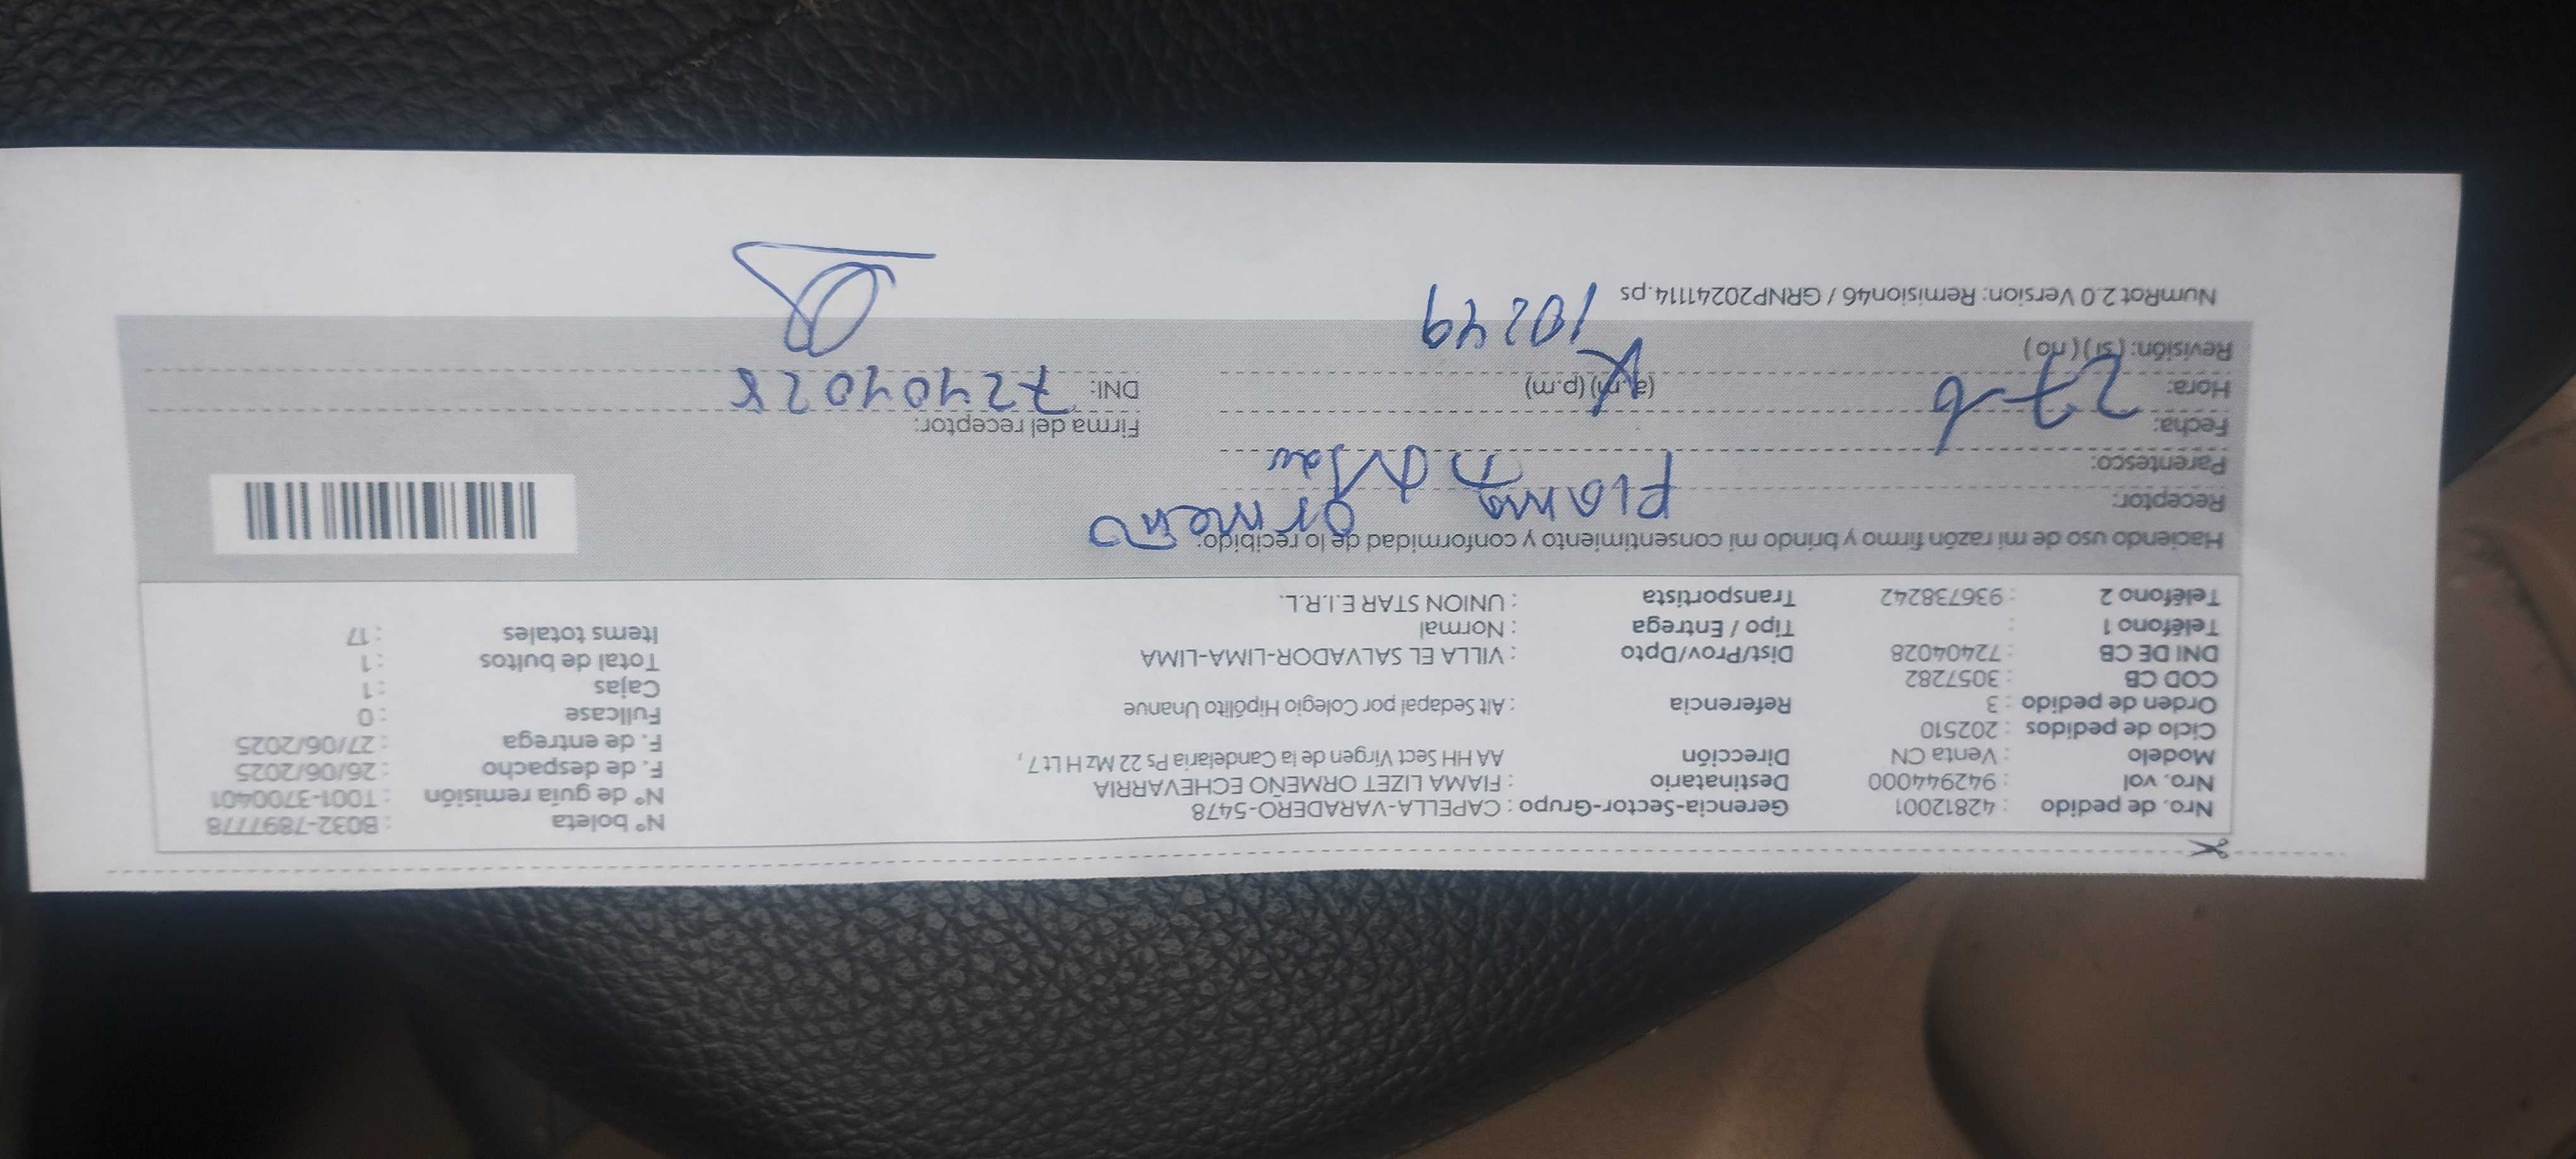 Nro. de pedido : 42812001 Gerencia-Sector-Grupo : CAPELLA-VARADERO-5478 N° boleta : B032-7897778
Nro. vol : 942944000 Destinatario : FIAMA LIZET ORMEÑO ECHEVARRIA N° de guía remisión : T001-3700401
Modelo : Venta CN Dirección AA HH Sect Virgen de la Candelaria Ps 22 Mz H Lt 7 , F. de despacho : 26/06/2025
Ciclo de pedidos : 202510 F. de entrega : 27/06/2025
Orden de pedido : 3 Referencia : Alt Sedapal por Colegio Hipólito Unanue Fullcase : 0
COD CB : 3057282 Cajas : 1
DNI DE CB : 72404028 Dist/Prov/Dpto : VILLA EL SALVADOR-LIMA-LIMA Total de bultos : 1
Teléfono 1 : Tipo / Entrega : Normal Items totales : 17
Teléfono 2 : 936738242 Transportista : UNION STAR E.I.R.L.
Haciendo uso de mi razón firmo y brindo mi consentimiento y conformidad de lo recibido:
Receptor: Fiama Ormeño
Parentesco:
Fecha: 27-6 Firma del receptor:
Hora: (a.m) (p.m) DNI: 72404028
Revisión: (si) (no) 10249
NumRot 2.0 Version: Remision46 / GRNP20241114.ps